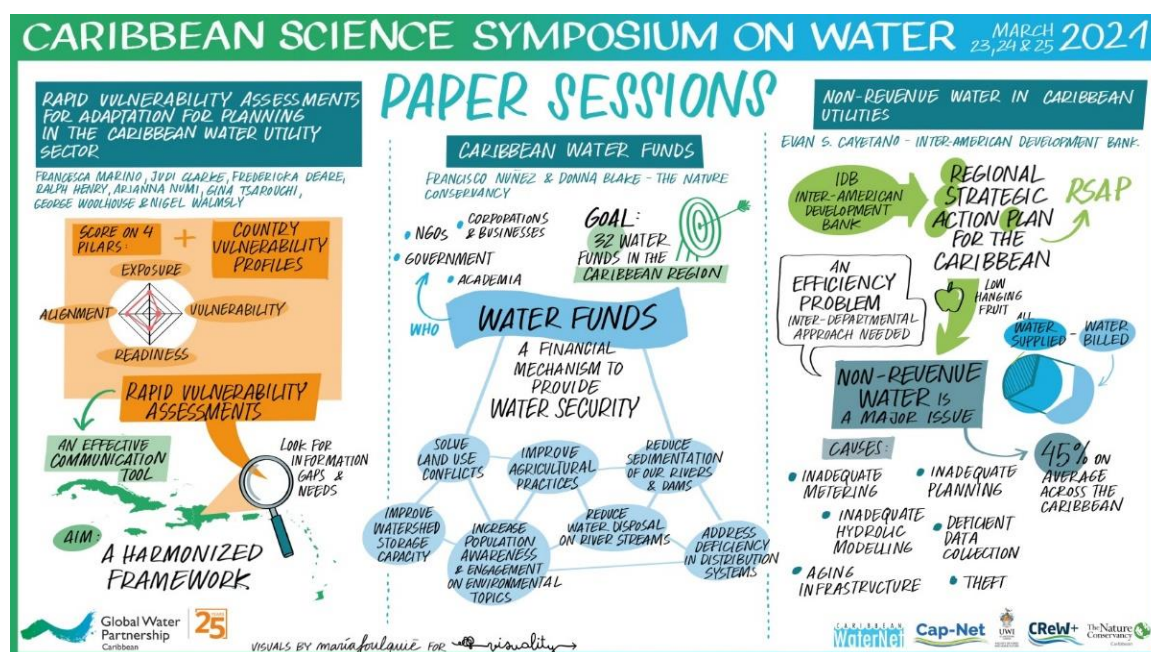 CARIBBEAN SCIENCE SYMPOSIUM ON WATER
MARCH
23, 24 & 25
2021
PAPER SESSIONS
RAPID VULNERABILITY ASSESSMENTS
FOR ADAPTATION FOR PLANNING
IN THE CARIBBEAN WATER UTILITY
SECTOR
FRANCESCA MARINO, JUDI CLARKE, FREDERICKA DEARE,
RALPH HENRY, ARIANNA NUMI, GINA TSAROUCHI,
GEORGE WOOLHOUSE & NIGEL WALMSLY
SCORE ON 4
PILARS:
+
COUNTRY
VULNERABILITY
PROFILES
EXPOSURE
ALIGNMENT
VULNERABILITY
READINESS
RAPID VULNERABILITY
ASSESSMENTS
AN EFFECTIVE
COMMUNICATION
TOOL
LOOK FOR
INFORMATION
GAPS &
NEEDS
AIM:
A HARMONIZED
FRAMEWORK
CARIBBEAN WATER FUNDS
FRANCISCO NÚÑEZ & DONNA BLAKE - THE NATURE
CONSERVANCY
NGOS
CORPORATIONS
& BUSINESSES
GOVERNMENT
ACADEMIA
WHO
GOAL:
32 WATER
FUNDS IN THE
CARIBBEAN REGION
WATER FUNDS
A FINANCIAL
MECHANISM TO
PROVIDE
WATER SECURITY
SOLVE
LAND USE
CONFLICTS
IMPROVE
AGRICULTURAL
PRACTICES
REDUCE
SEDIMENTATION
OF OUR RIVERS
& DAMS
IMPROVE
WATERSHED
STORAGE
CAPACITY
INCREASE
POPULATION
AWARENESS
& ENGAGEMENT
ON ENVIRONMENTAL
TOPICS
REDUCE
WATER DISPOSAL
ON RIVER STREAMS
ADDRESS
DEFICIENCY
IN DISTRIBUTION
SYSTEMS
NON-REVENUE WATER IN CARIBBEAN
UTILITIES
EVAN S. CAYETANO - INTER-AMERICAN DEVELOPMENT BANK.
IDB
INTER-AMERICAN
DEVELOPMENT
BANK
REGIONAL
STRATEGIC
ACTION PLAN
FOR THE
CARIBBEAN
RSAP
AN
EFFICIENCY
PROBLEM
INTER-DEPARTMENTAL
APPROACH NEEDED
LOW
HANGING
FRUIT
ALL
WATER
SUPPLIED
- WATER
BILLED
NON-REVENUE
WATER IS
A MAJOR ISSUE
45% ON
AVERAGE
ACROSS THE
CARIBBEAN
CAUSES:
INADEQUATE
METERING
INADEQUATE
PLANNING
INADEQUATE
HYDROLIC
MODELLING
DEFICIENT
DATA
COLLECTION
AGING
INFRASTRUCTURE
THEFT
Global Water
Partnership
Caribbean
25
VISUALS BY maría foulquié FOR visuality
CARIBBEAN
WaterNet
Cap-Net
UWI
CReW+
The Nature
Conservancy